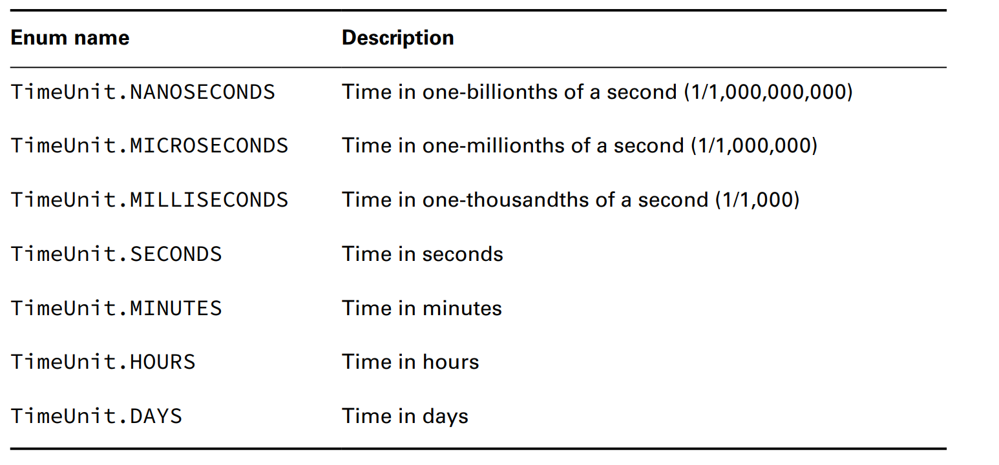 Enum name Description
TimeUnit.NANOSECONDS Time in one-billionths of a second (1/1,000,000,000)
TimeUnit.MICROSECONDS Time in one-millionths of a second (1/1,000,000)
TimeUnit.MILLISECONDS Time in one-thousandths of a second (1/1,000)
TimeUnit.SECONDS Time in seconds
TimeUnit.MINUTES Time in minutes
TimeUnit.HOURS Time in hours
TimeUnit.DAYS Time in days